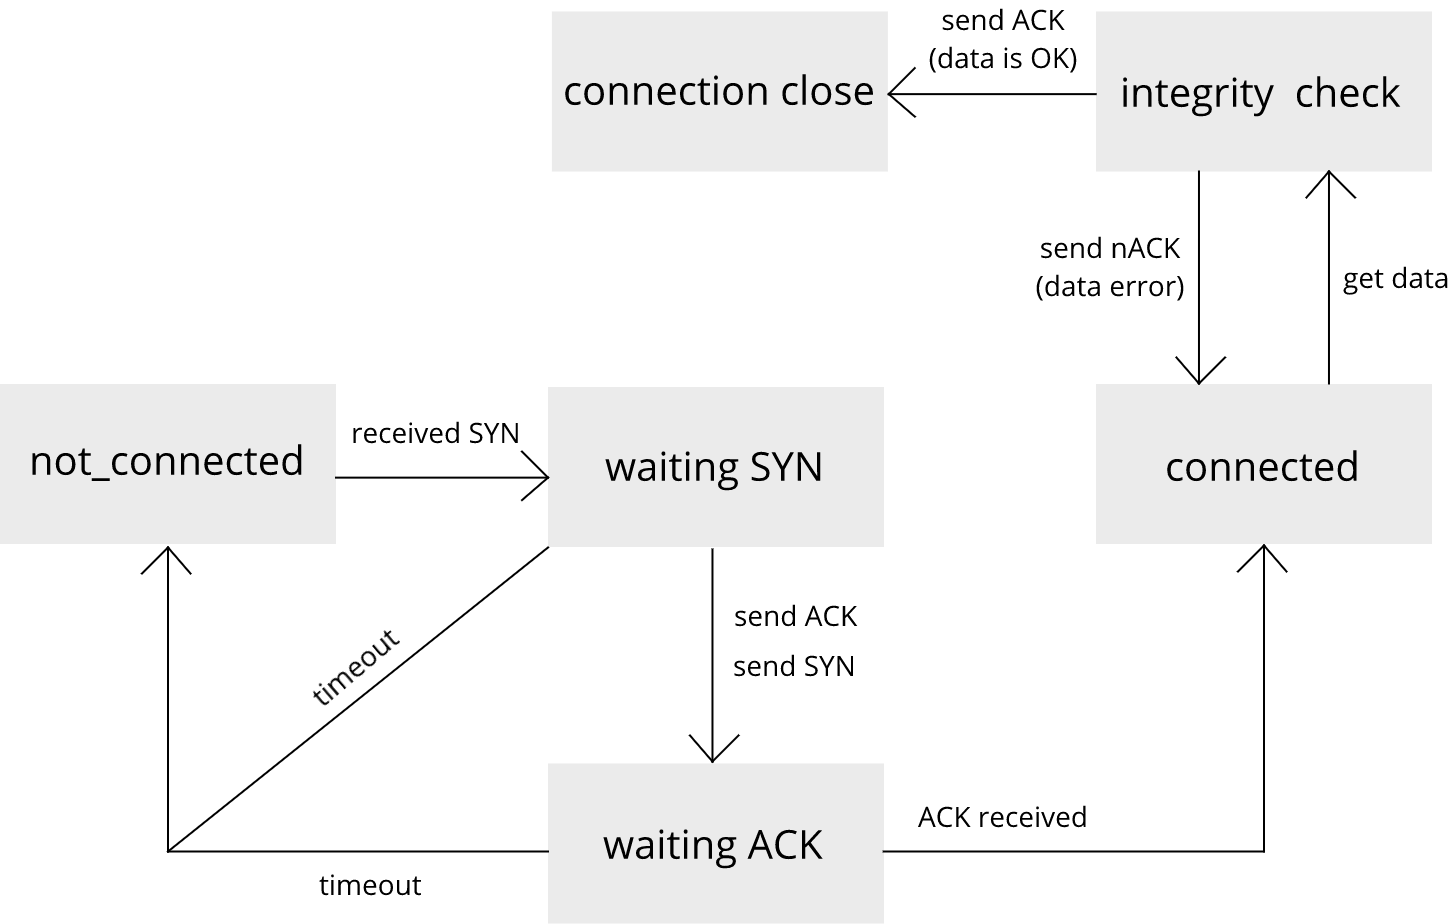 send ACK
(data is OK)
connection close
integrity check
send nACK
(data error)
get data
not_connected
received SYN
waiting SYN
connected
timeout
send ACK
send SYN
waiting ACK
ACK received
timeout